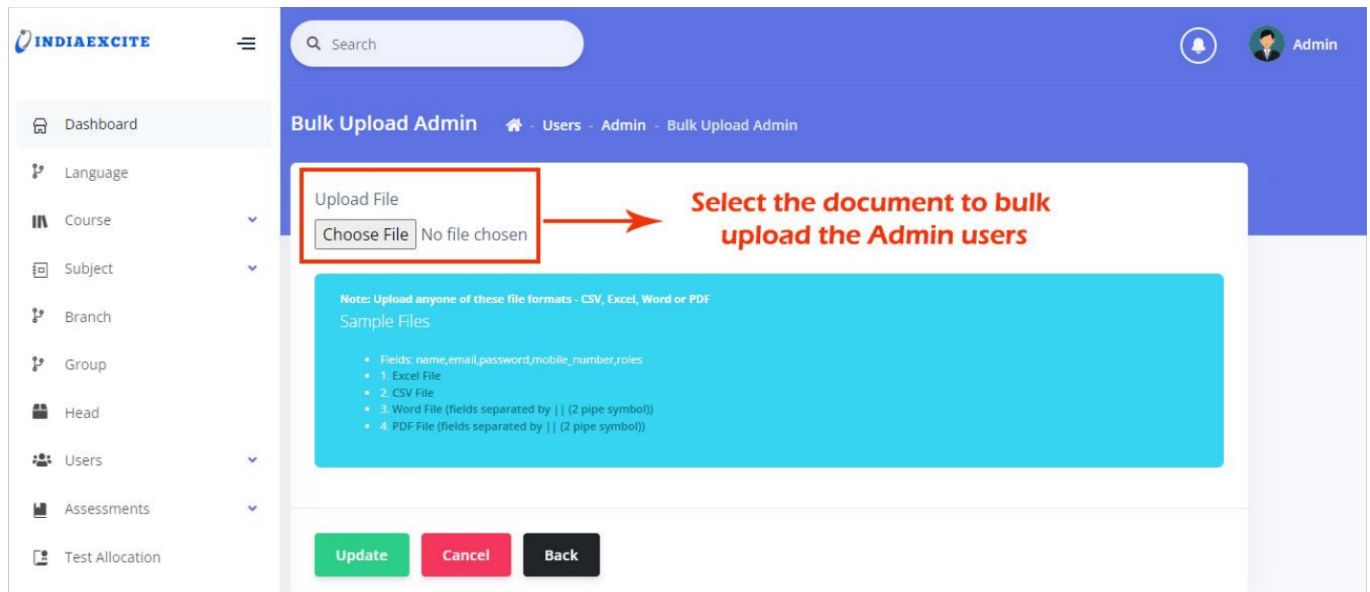 INDIAEXCITE
Search
Admin
Dashboard
Language
Course
Subject
Branch
Group
Head
Users
Assessments
Test Allocation
Bulk Upload Admin
- Users - Admin - Bulk Upload Admin
Upload File
Choose File No file chosen
Select the document to bulk
upload the Admin users
Note: Upload anyone of these file formats - CSV, Excel, Word or PDF
Sample Files
• Fields: name,email,password,mobile_number,roles
• 1. Excel File
• 2. CSV File
• 3. Word File (fields separated by || (2 pipe symbol))
• 4. PDF File (fields separated by || (2 pipe symbol))
Update
Cancel
Back